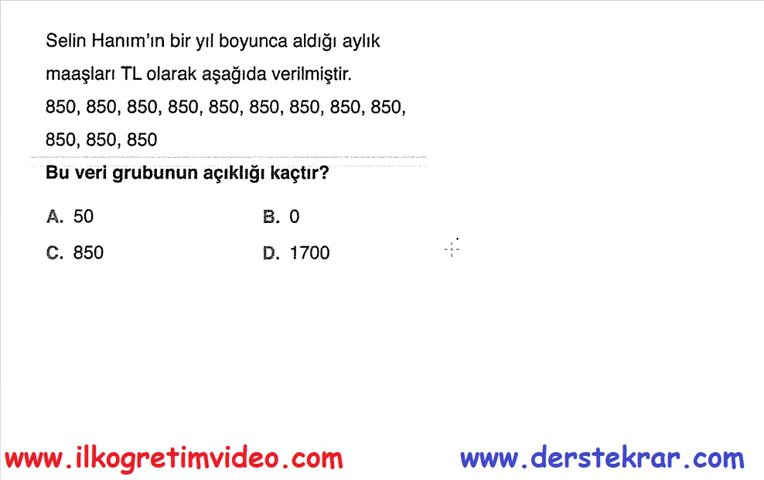 Selin Hanım'ın bir yıl boyunca aldığı aylık
maaşları TL olarak aşağıda verilmiştir.
850, 850, 850, 850, 850, 850, 850, 850, 850,
850, 850, 850
Bu veri grubunun açıklığı kaçtır?
A. 50 B. 0
C. 850 D. 1700
www.ilkogretimvideo.com www.derstekrar.com